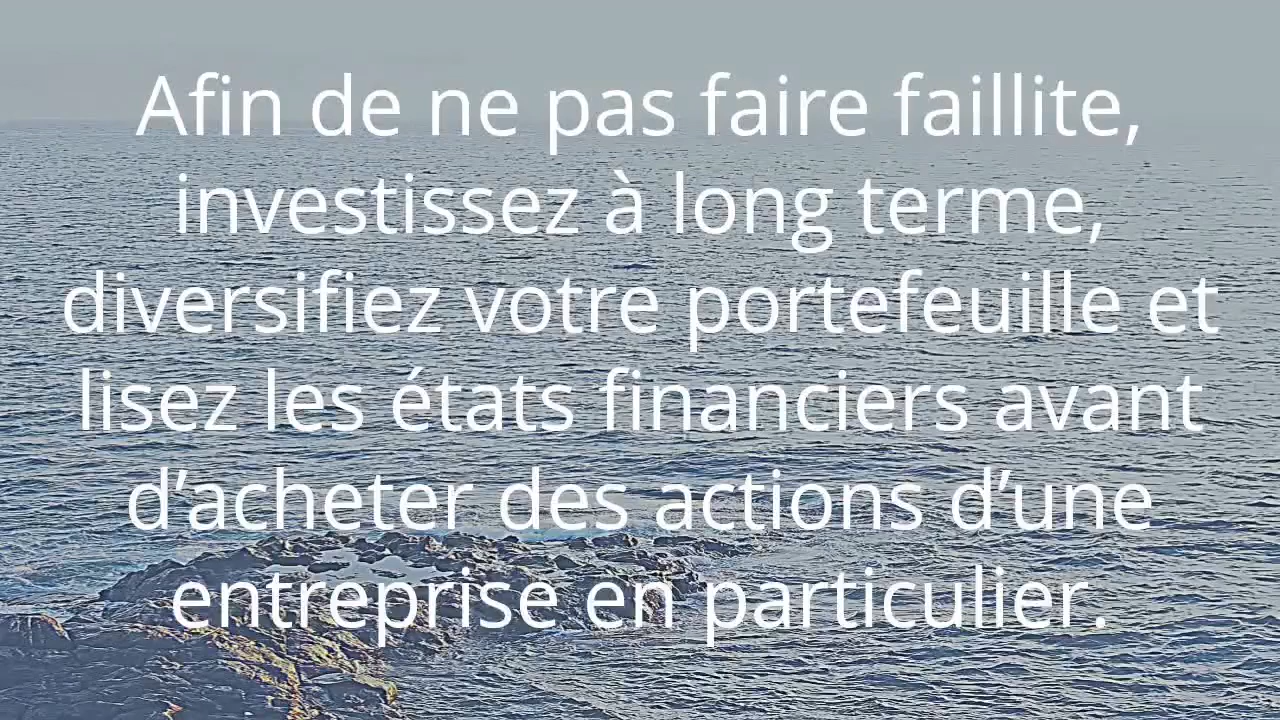 Afin de ne pas faire faillite,
investissez à long terme,
diversifiez votre portefeuille et
lisez les états financiers avant
d’acheter des actions d’une
entreprise en particulier.